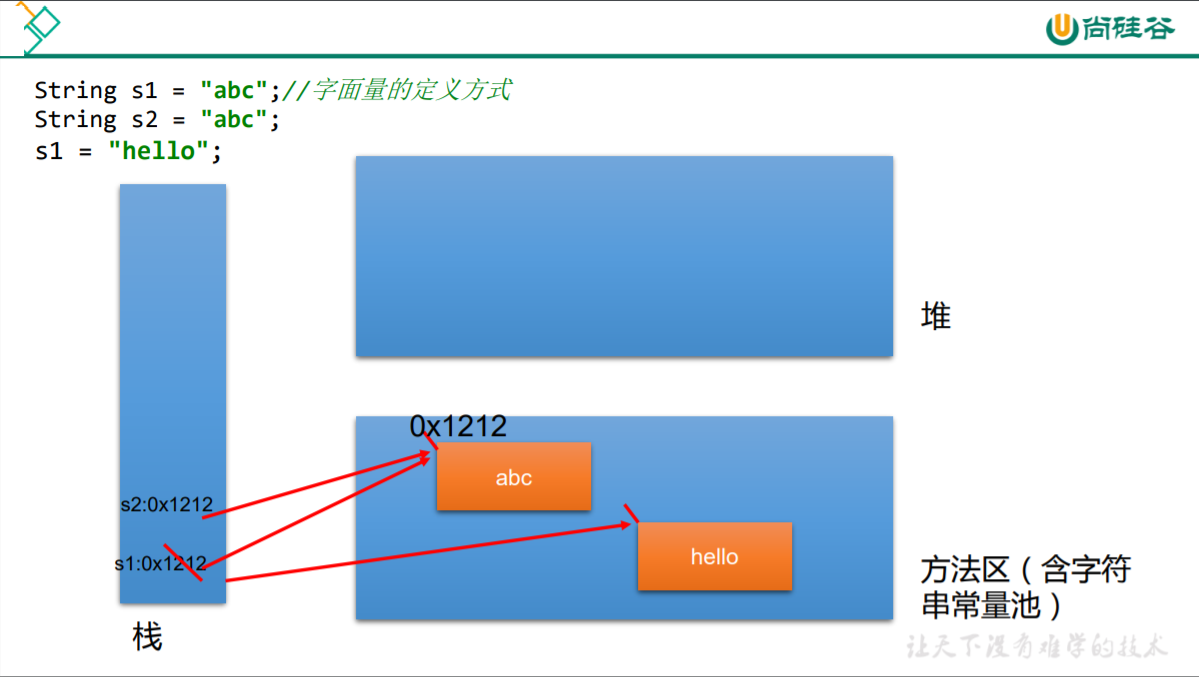 尚硅谷
String s1 = "abc";//字面量的定义方式
String s2 = "abc";
s1 = "hello";
堆
0x1212
abc
s2:0x1212
hello
s1:0x1212
方法区（含字符
串常量池）
栈
让天下没有难学的技术